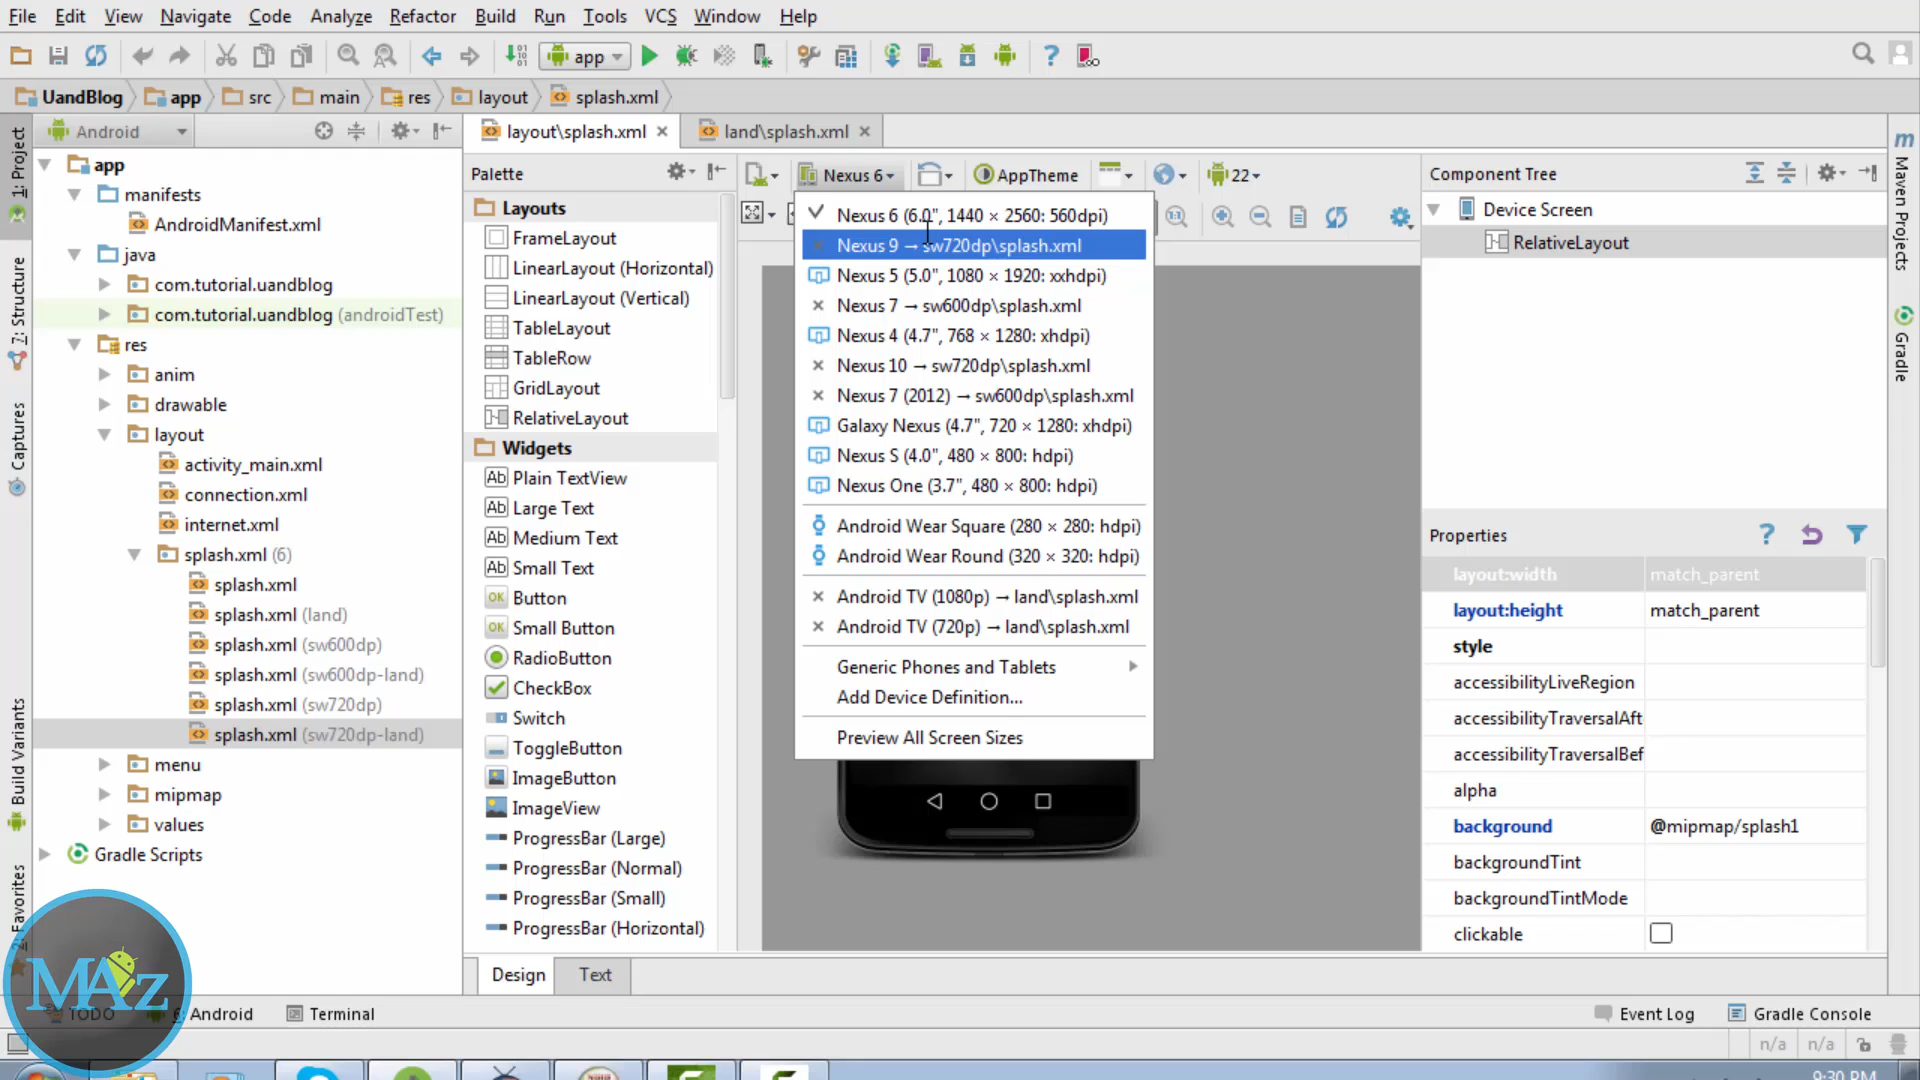 File Edit View Navigate Code Analyze Refactor Build Run Tools VCS Window Help
app
UandBlog app src main res layout splash.xml
Android
layout\splash.xml land\splash.xml
1: Project
7: Structure
Captures
Build Variants
2: Favorites
app
manifests
AndroidManifest.xml
java
com.tutorial.uandblog
com.tutorial.uandblog (androidTest)
res
anim
drawable
layout
activity_main.xml
connection.xml
internet.xml
splash.xml (6)
splash.xml
splash.xml (land)
splash.xml (sw600dp)
splash.xml (sw600dp-land)
splash.xml (sw720dp)
splash.xml (sw720dp-land)
menu
mipmap
values
Gradle Scripts
Palette
Layouts
FrameLayout
LinearLayout (Horizontal)
LinearLayout (Vertical)
TableLayout
TableRow
GridLayout
RelativeLayout
Widgets
Ab Plain TextView
Ab Large Text
Ab Medium Text
Ab Small Text
OK Button
OK Small Button
RadioButton
CheckBox
Switch
ToggleButton
ImageButton
ImageView
ProgressBar (Large)
ProgressBar (Normal)
ProgressBar (Small)
ProgressBar (Horizontal)
Nexus 6 AppTheme 22
Nexus 6 (6.0", 1440 × 2560: 560dpi)
Nexus 9 → sw720dp\splash.xml
Nexus 5 (5.0", 1080 × 1920: xxhdpi)
Nexus 7 → sw600dp\splash.xml
Nexus 4 (4.7", 768 × 1280: xhdpi)
Nexus 10 → sw720dp\splash.xml
Nexus 7 (2012) → sw600dp\splash.xml
Galaxy Nexus (4.7", 720 × 1280: xhdpi)
Nexus S (4.0", 480 × 800: hdpi)
Nexus One (3.7", 480 × 800: hdpi)
Android Wear Square (280 × 280: hdpi)
Android Wear Round (320 × 320: hdpi)
Android TV (1080p) → land\splash.xml
Android TV (720p) → land\splash.xml
Generic Phones and Tablets
Add Device Definition...
Preview All Screen Sizes
Component Tree
Device Screen
RelativeLayout
Properties
layout:width match_parent
layout:height match_parent
style
accessibilityLiveRegion
accessibilityTraversalAft
accessibilityTraversalBef
alpha
background @mipmap/splash1
backgroundTint
backgroundTintMode
clickable
m Maven Projects
Gradle
Design Text
MAz
TODO 6: Android Terminal
Event Log Gradle Console
n/a n/a
9:30 PM